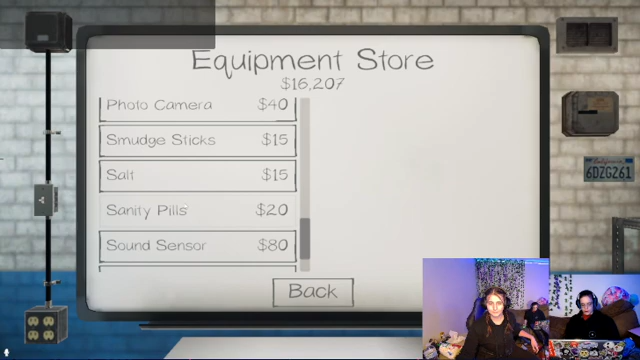 Equipment Store
$16,207
Photo Camera $40
Smudge Sticks $15
Salt $15
Sanity Pills $20
Sound Sensor $80
Back
California
6DZG261